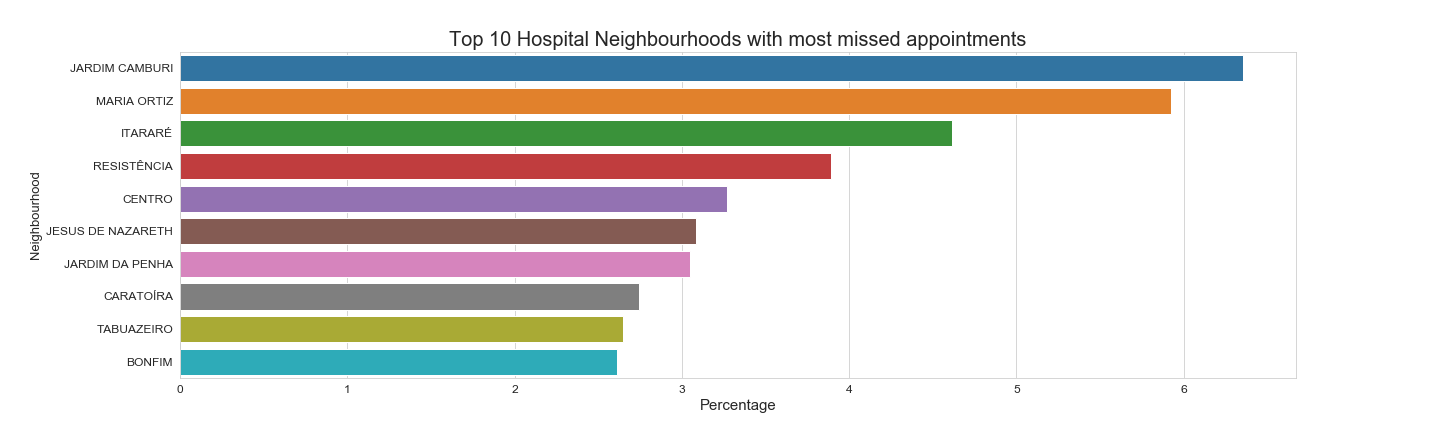 Top 10 Hospital Neighbourhoods with most missed appointments
Neighbourhood
JARDIM CAMBURI
MARIA ORTIZ
ITARARÉ
RESISTÊNCIA
CENTRO
JESUS DE NAZARETH
JARDIM DA PENHA
CARATOÍRA
TABUAZEIRO
BONFIM
0 1 2 3 4 5 6
Percentage